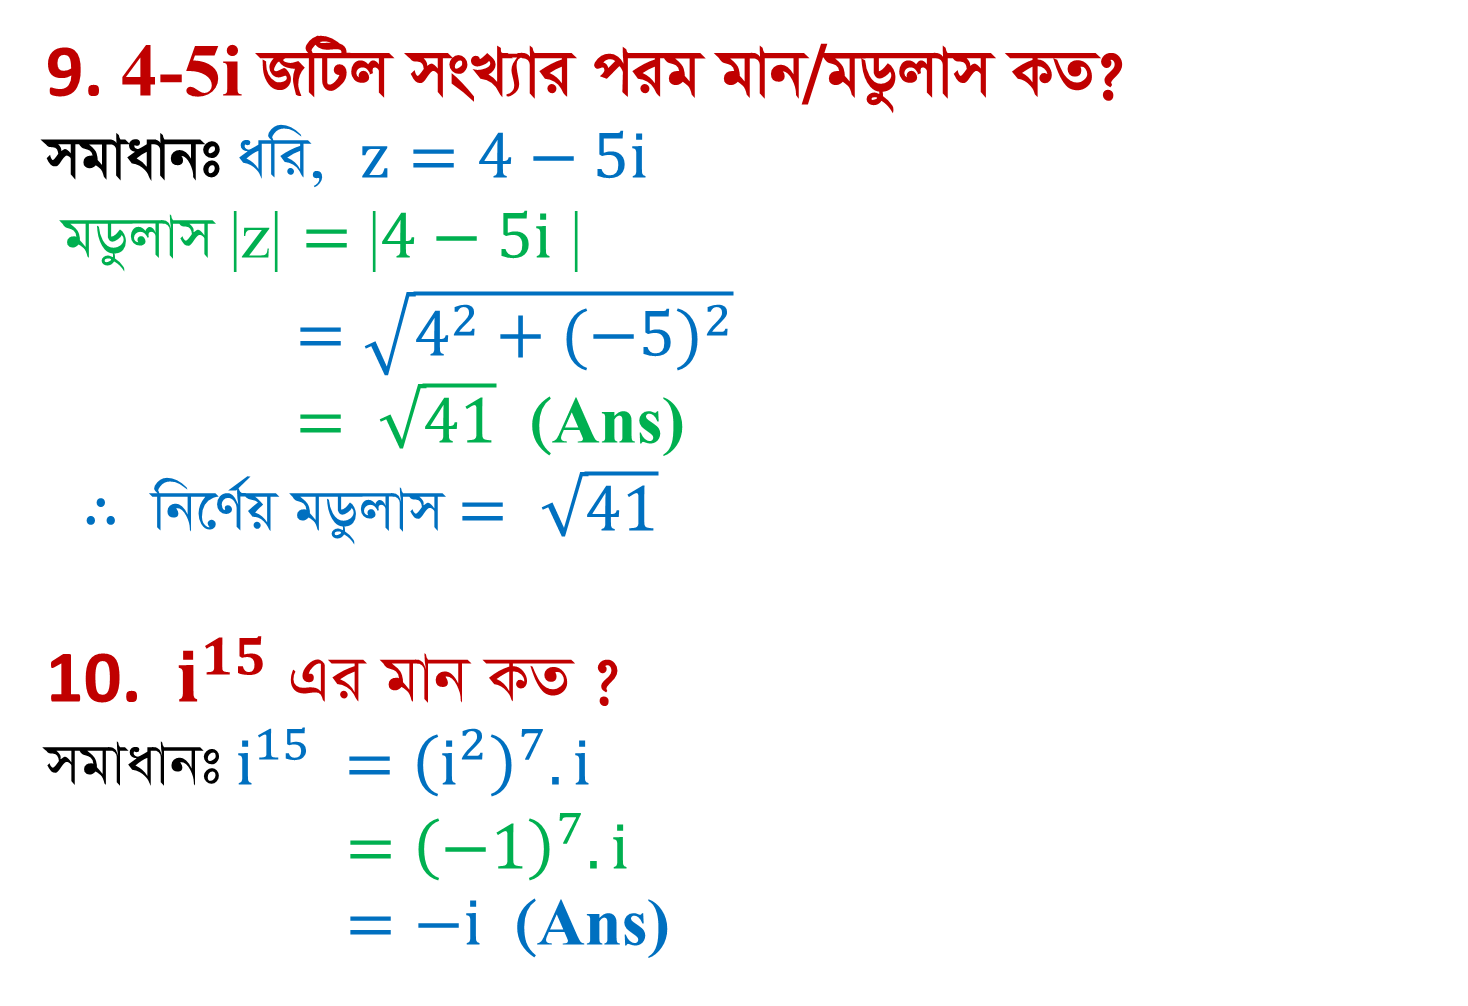 9. 4-5i জটিল সংখ্যার পরম মান/মডুলাস কত?
সমাধানঃ ধরি, z = 4 − 5i
মডুলাস |z| = |4 − 5i |
= √(4² + (−5)²)
= √41 (Ans)
∴ নির্ণেয় মডুলাস = √41
10. i¹⁵ এর মান কত ?
সমাধানঃ i¹⁵ = (i²)⁷. i
= (−1)⁷. i
= −i (Ans)